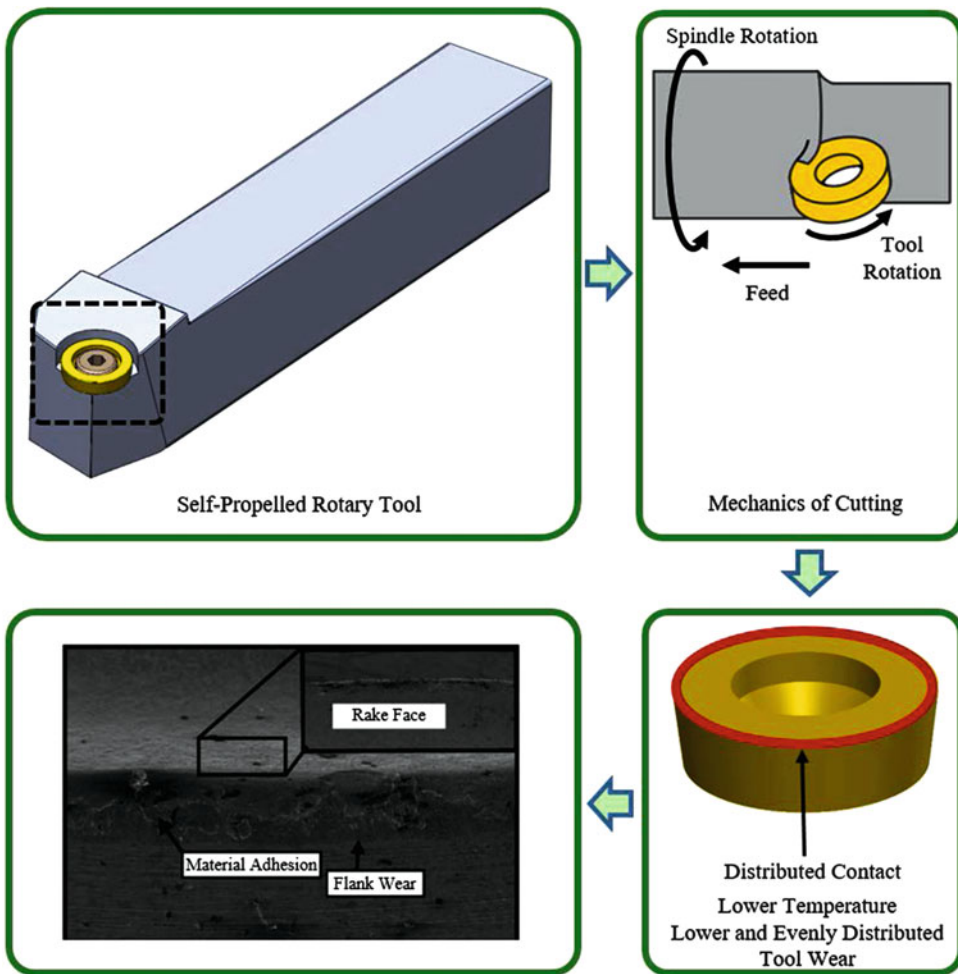 Self-Propelled Rotary Tool
Spindle Rotation
Tool
Rotation
Feed
Mechanics of Cutting
Distributed Contact
Lower Temperature
Lower and Evenly Distributed
Tool Wear
Rake Face
Material Adhesion
Flank Wear